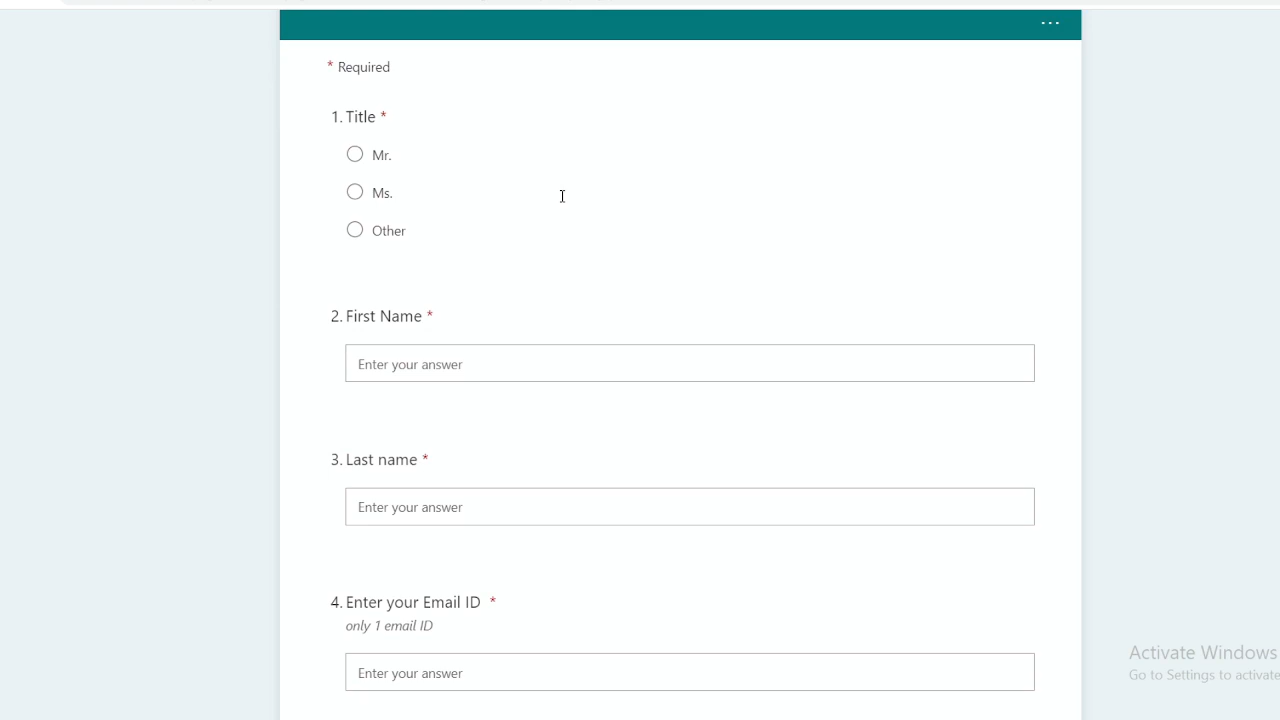 ...
* Required
1. Title *
Mr.
Ms.
Other
2. First Name *
Enter your answer
3. Last name *
Enter your answer
4. Enter your Email ID *
only 1 email ID
Enter your answer
Activate Windows
Go to Settings to activate